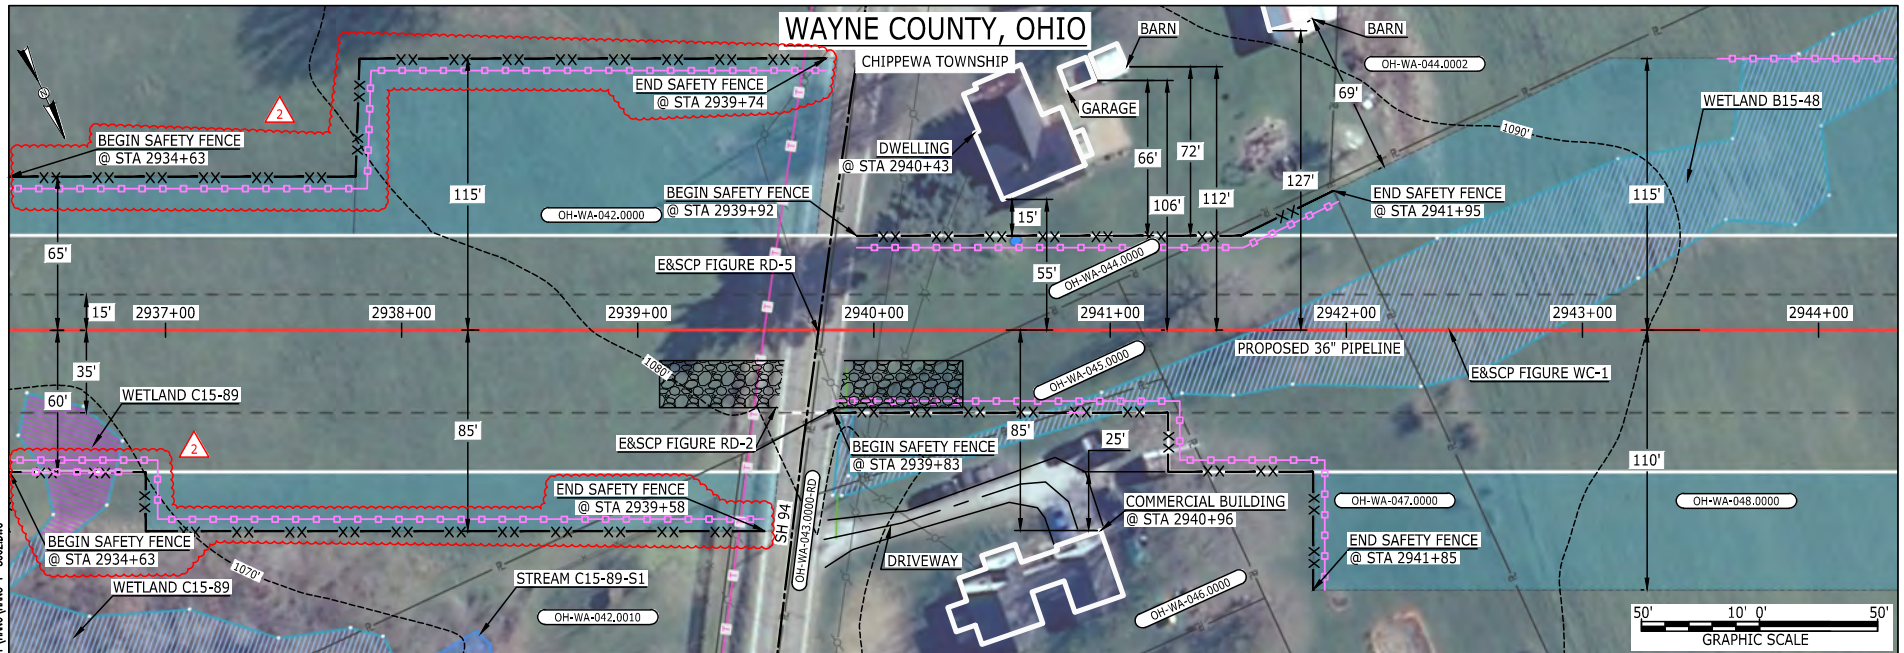 WAYNE COUNTY, OHIO
CHIPPEWA TOWNSHIP
BARN
BARN
OH-WA-044.0002
END SAFETY FENCE
@ STA 2939+74
GARAGE
69'
WETLAND B15-48
2
N
BEGIN SAFETY FENCE
@ STA 2934+63
T
1090'
DWELLING
@ STA 2940+43
66'
72'
127'
115'
BEGIN SAFETY FENCE
@ STA 2939+92
END SAFETY FENCE
@ STA 2941+95
115'
OH-WA-042.0000
15'
106'
112'
65'
E&SCP FIGURE RD-5
55'
OH-WA-044.0000
T
15'
2937+00
2938+00
2939+00
2940+00
2941+00
2942+00
2943+00
2944+00
PROPOSED 36" PIPELINE
35'
1080'
OH-WA-045.0000
E&SCP FIGURE WC-1
60'
WETLAND C15-89
85'
E&SCP FIGURE RD-2
BEGIN SAFETY FENCE
@ STA 2939+83
85'
25'
110'
2
END SAFETY FENCE
@ STA 2939+58
SH 94
OH-WA-043.0000-RD
COMMERCIAL BUILDING
@ STA 2940+96
OH-WA-047.0000
OH-WA-048.0000
BEGIN SAFETY FENCE
@ STA 2934+63
1070'
DRIVEWAY
END SAFETY FENCE
@ STA 2941+85
WETLAND C15-89
STREAM C15-89-S1
OH-WA-042.0010
T
OH-WA-046.0000
50'
10' 0'
50'
GRAPHIC SCALE